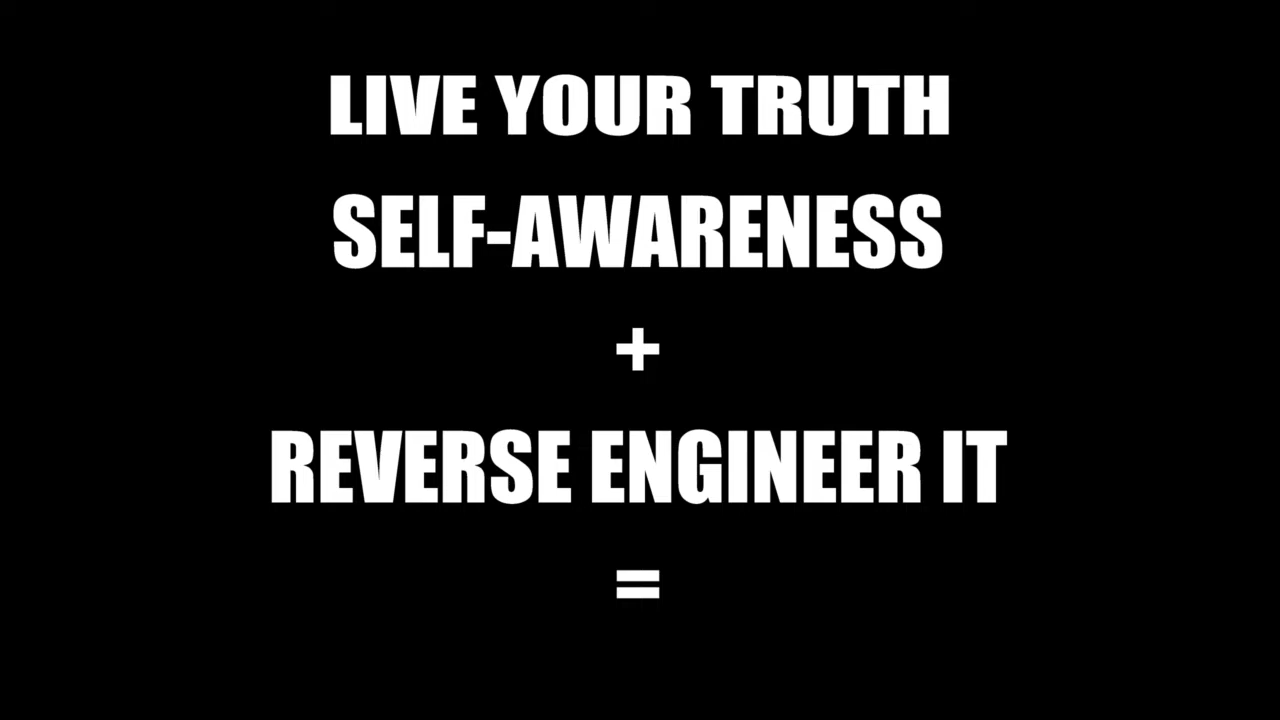 LIVE YOUR TRUTH
SELF-AWARENESS
+
REVERSE ENGINEER IT
=